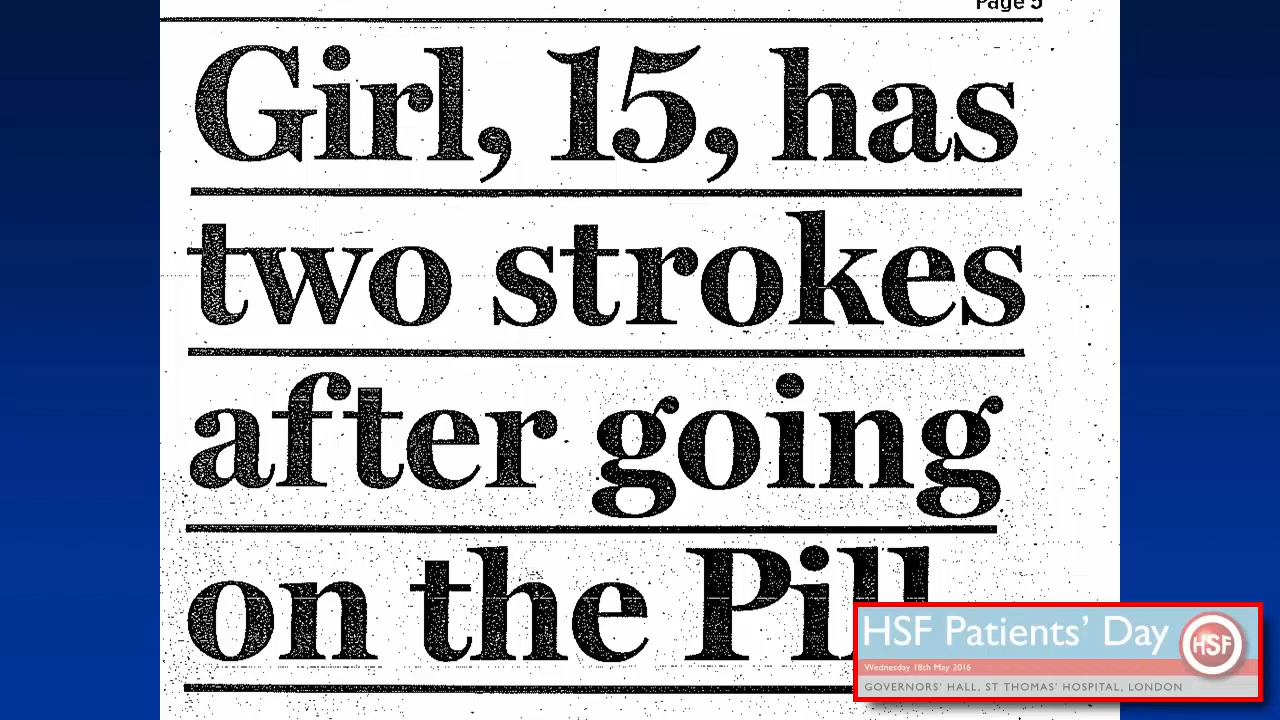 Page 5
Girl, 15, has
two strokes
after going
on the Pill
HSF Patients’ Day
HSF
Wednesday 18th May 2016
GOVERNORS’ HALL, ST THOMAS’ HOSPITAL, LONDON